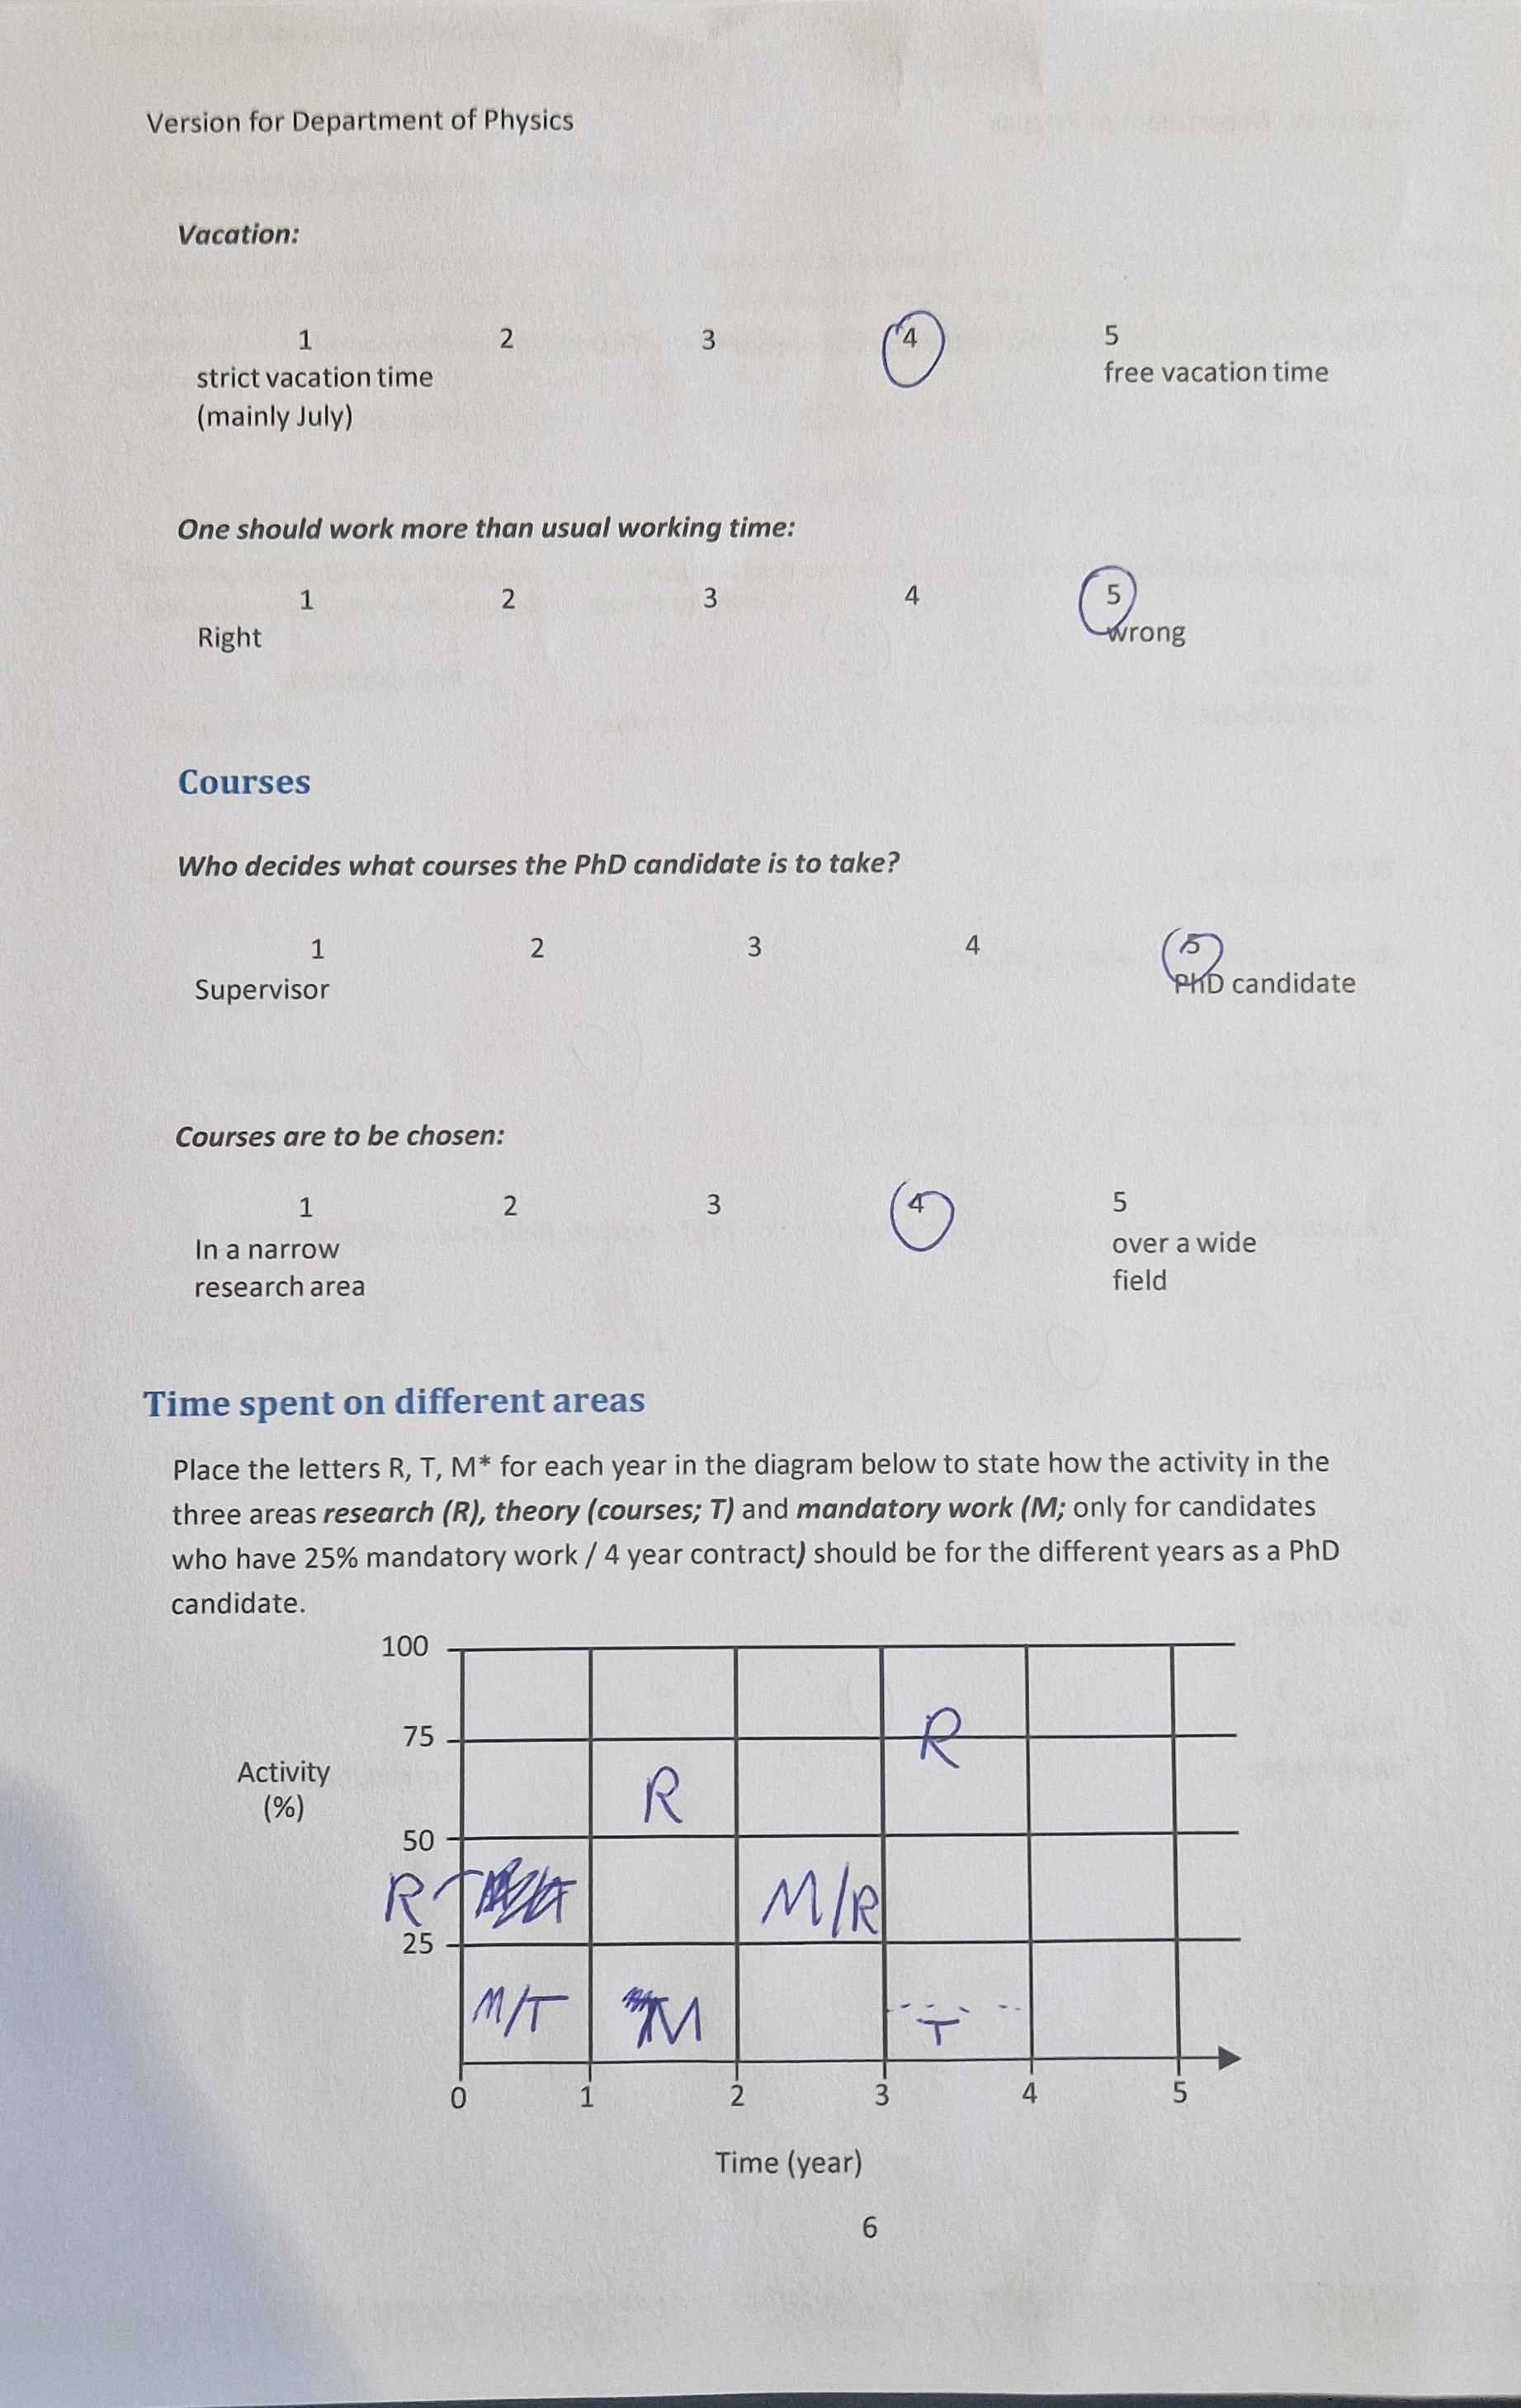 Version for Department of Physics
Vacation:
1 2 3 4 5
strict vacation time free vacation time
(mainly July)
One should work more than usual working time:
1 2 3 4 5
Right wrong
Courses
Who decides what courses the PhD candidate is to take?
1 2 3 4 5
Supervisor PhD candidate
Courses are to be chosen:
1 2 3 4 5
In a narrow over a wide
research area field
Time spent on different areas
Place the letters R, T, M* for each year in the diagram below to state how the activity in the
three areas research (R), theory (courses; T) and mandatory work (M; only for candidates
who have 25% mandatory work / 4 year contract) should be for the different years as a PhD
candidate.
100
75 R
Activity
(%)
R
50
R M/R
25
M/T M T
0 1 2 3 4 5
Time (year)
6